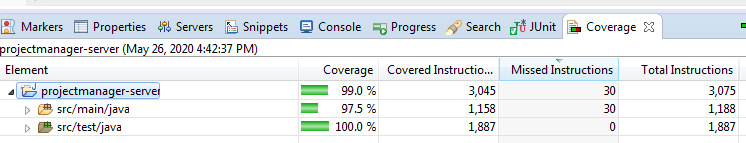 Markers Properties Servers Snippets Console Progress Search JUnit Coverage
projectmanager-server (May 26, 2020 4:42:37 PM)
Element Coverage Covered Instructio... Missed Instructions Total Instructions
projectmanager-server 99.0 % 3,045 30 3,075
src/main/java 97.5 % 1,158 30 1,188
src/test/java 100.0 % 1,887 0 1,887